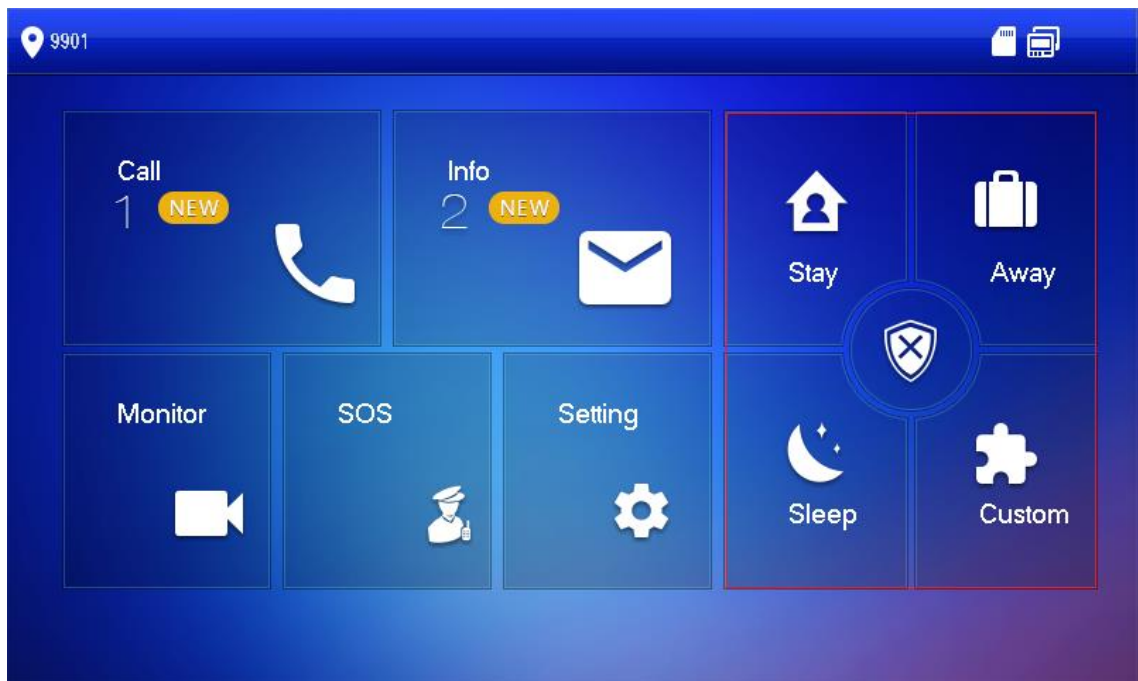 9901
Call
1 NEW
Info
2 NEW
Stay
Away
Monitor
SOS
Setting
Sleep
Custom